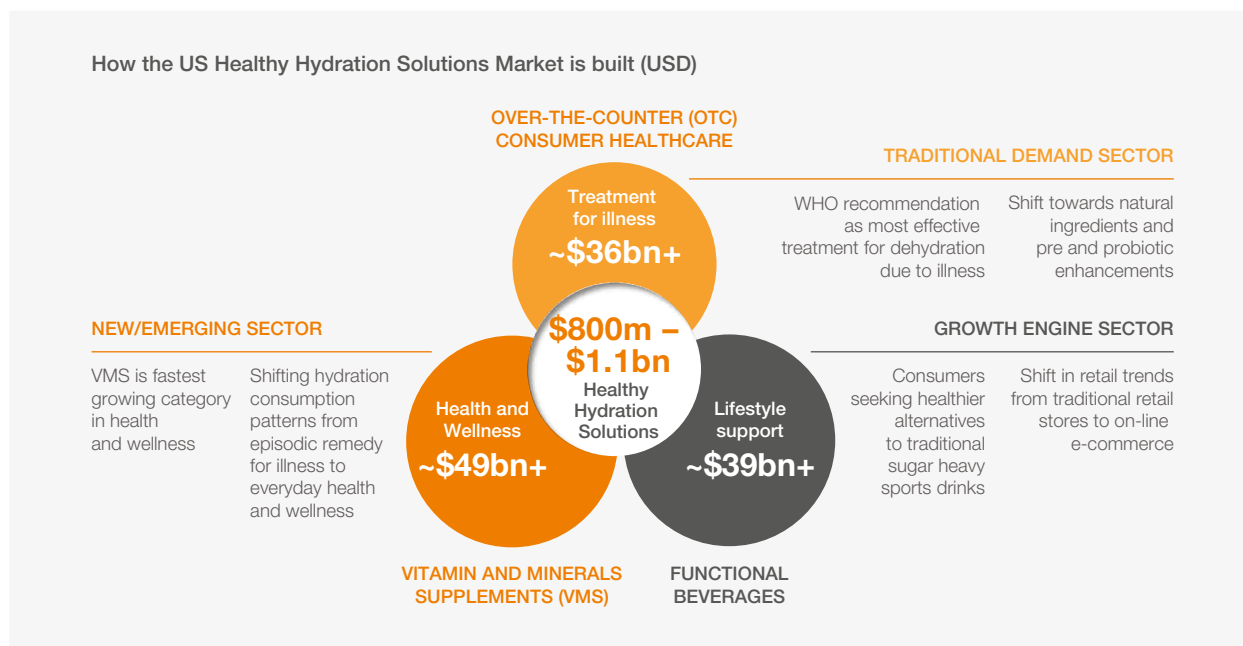 How the US Healthy Hydration Solutions Market is built (USD)
OVER-THE-COUNTER (OTC)
CONSUMER HEALTHCARE
Treatment
for illness
~$36bn+
TRADITIONAL DEMAND SECTOR
WHO recommendation
as most effective
treatment for dehydration
due to illness
Shift towards natural
ingredients and
pre and probiotic
enhancements
NEW/EMERGING SECTOR
VMS is fastest
growing category
in health
and wellness
Shifting hydration
consumption
patterns from
episodic remedy
for illness to
everyday health
and wellness
$800m –
$1.1bn
Healthy
Hydration
Solutions
Health and
Wellness
~$49bn+
Lifestyle
support
~$39bn+
GROWTH ENGINE SECTOR
Consumers
seeking healthier
alternatives
to traditional
sugar heavy
sports drinks
Shift in retail trends
from traditional retail
stores to on-line
e-commerce
VITAMIN AND MINERALS
SUPPLEMENTS (VMS)
FUNCTIONAL
BEVERAGES